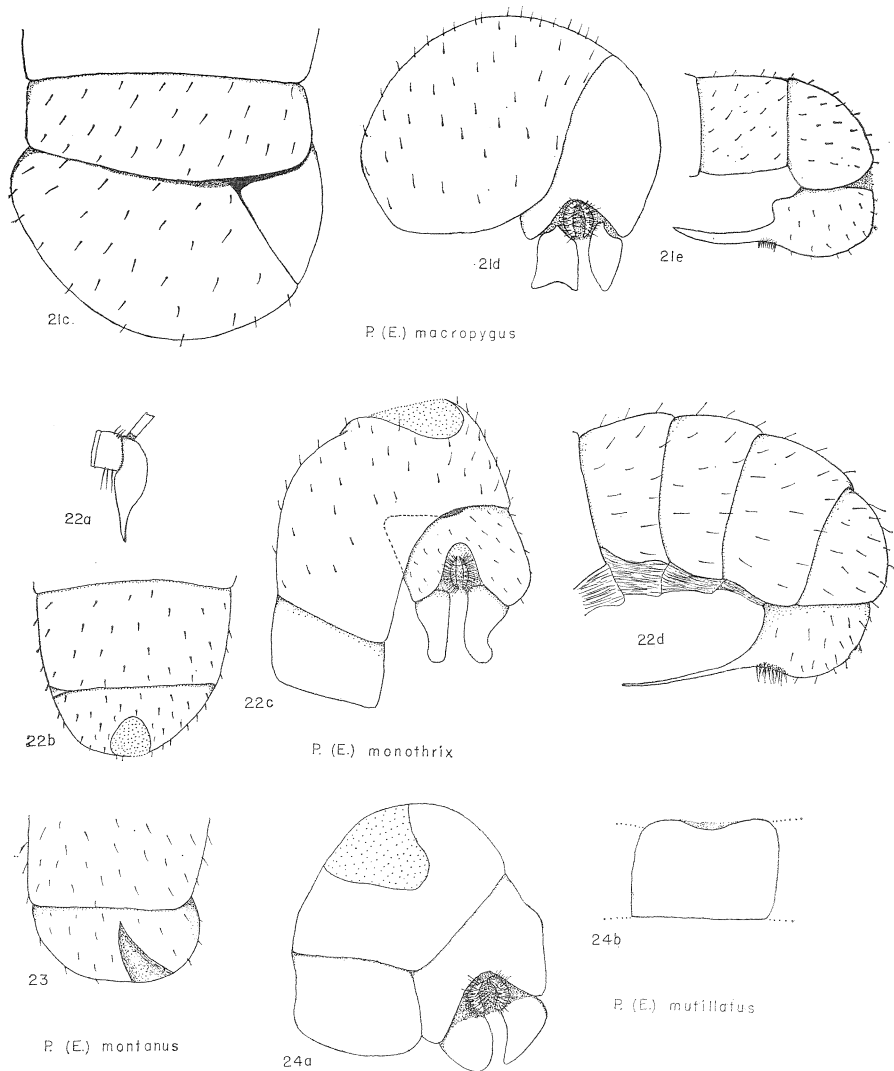 21c.
21d
21e
P. (E.) macropygus
22a
22b
22c
22d
P. (E.) monothrix
23
P. (E.) montanus
24a
24b
P. (E.) mutillatus